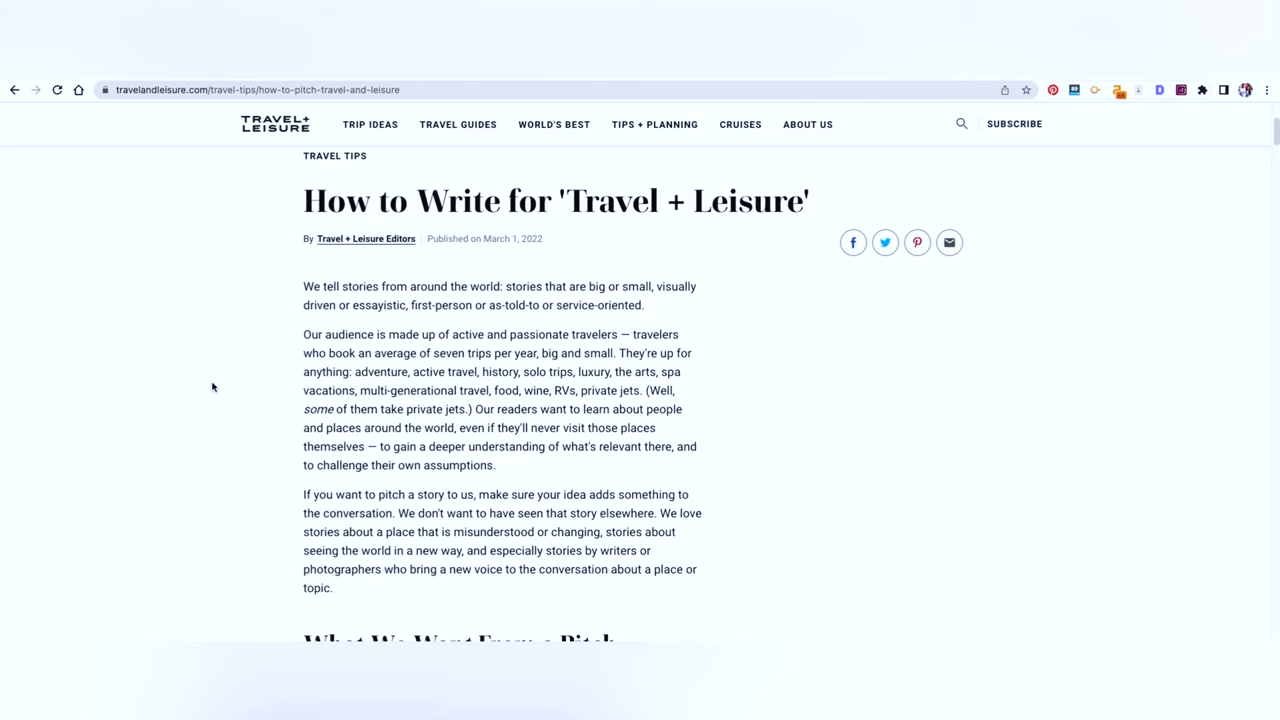 travelandleisure.com/travel-tips/how-to-pitch-travel-and-leisure
TRAVEL+
LEISURE
TRIP IDEAS
TRAVEL GUIDES
WORLD'S BEST
TIPS + PLANNING
CRUISES
ABOUT US
SUBSCRIBE
TRAVEL TIPS
How to Write for 'Travel + Leisure'
By Travel + Leisure Editors
Published on March 1, 2022
We tell stories from around the world: stories that are big or small, visually
driven or essayistic, first-person or as-told-to or service-oriented.
Our audience is made up of active and passionate travelers — travelers
who book an average of seven trips per year, big and small. They're up for
anything: adventure, active travel, history, solo trips, luxury, the arts, spa
vacations, multi-generational travel, food, wine, RVs, private jets. (Well,
some of them take private jets.) Our readers want to learn about people
and places around the world, even if they'll never visit those places
themselves — to gain a deeper understanding of what's relevant there, and
to challenge their own assumptions.
If you want to pitch a story to us, make sure your idea adds something to
the conversation. We don't want to have seen that story elsewhere. We love
stories about a place that is misunderstood or changing, stories about
seeing the world in a new way, and especially stories by writers or
photographers who bring a new voice to the conversation about a place or
topic.
What We Want From a Pitch